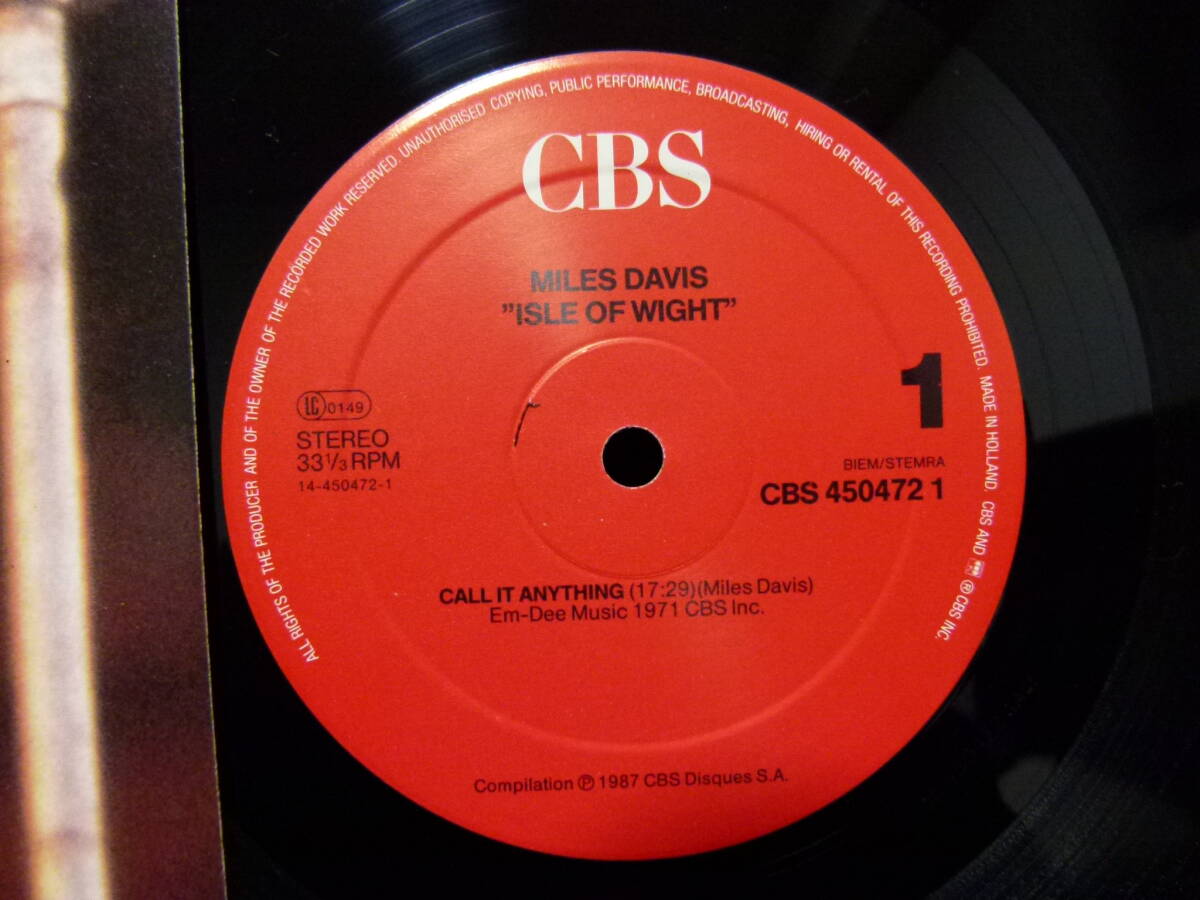 ALL RIGHTS OF THE PRODUCER AND OF THE OWNER OF THE RECORDED WORK RESERVED. UNAUTHORISED COPYING, PUBLIC PERFORMANCE, BROADCASTING, HIRING OR RENTAL OF THIS RECORDING PROHIBITED. MADE IN HOLLAND. CBS AND ® CBS INC.
CBS
MILES DAVIS
”ISLE OF WIGHT”
1
LC 0149
STEREO
33 1/3 RPM
14-450472-1
BIEM/STEMRA
CBS 450472 1
CALL IT ANYTHING (17:29)(Miles Davis)
Em-Dee Music 1971 CBS Inc.
Compilation ℗ 1987 CBS Disques S.A.